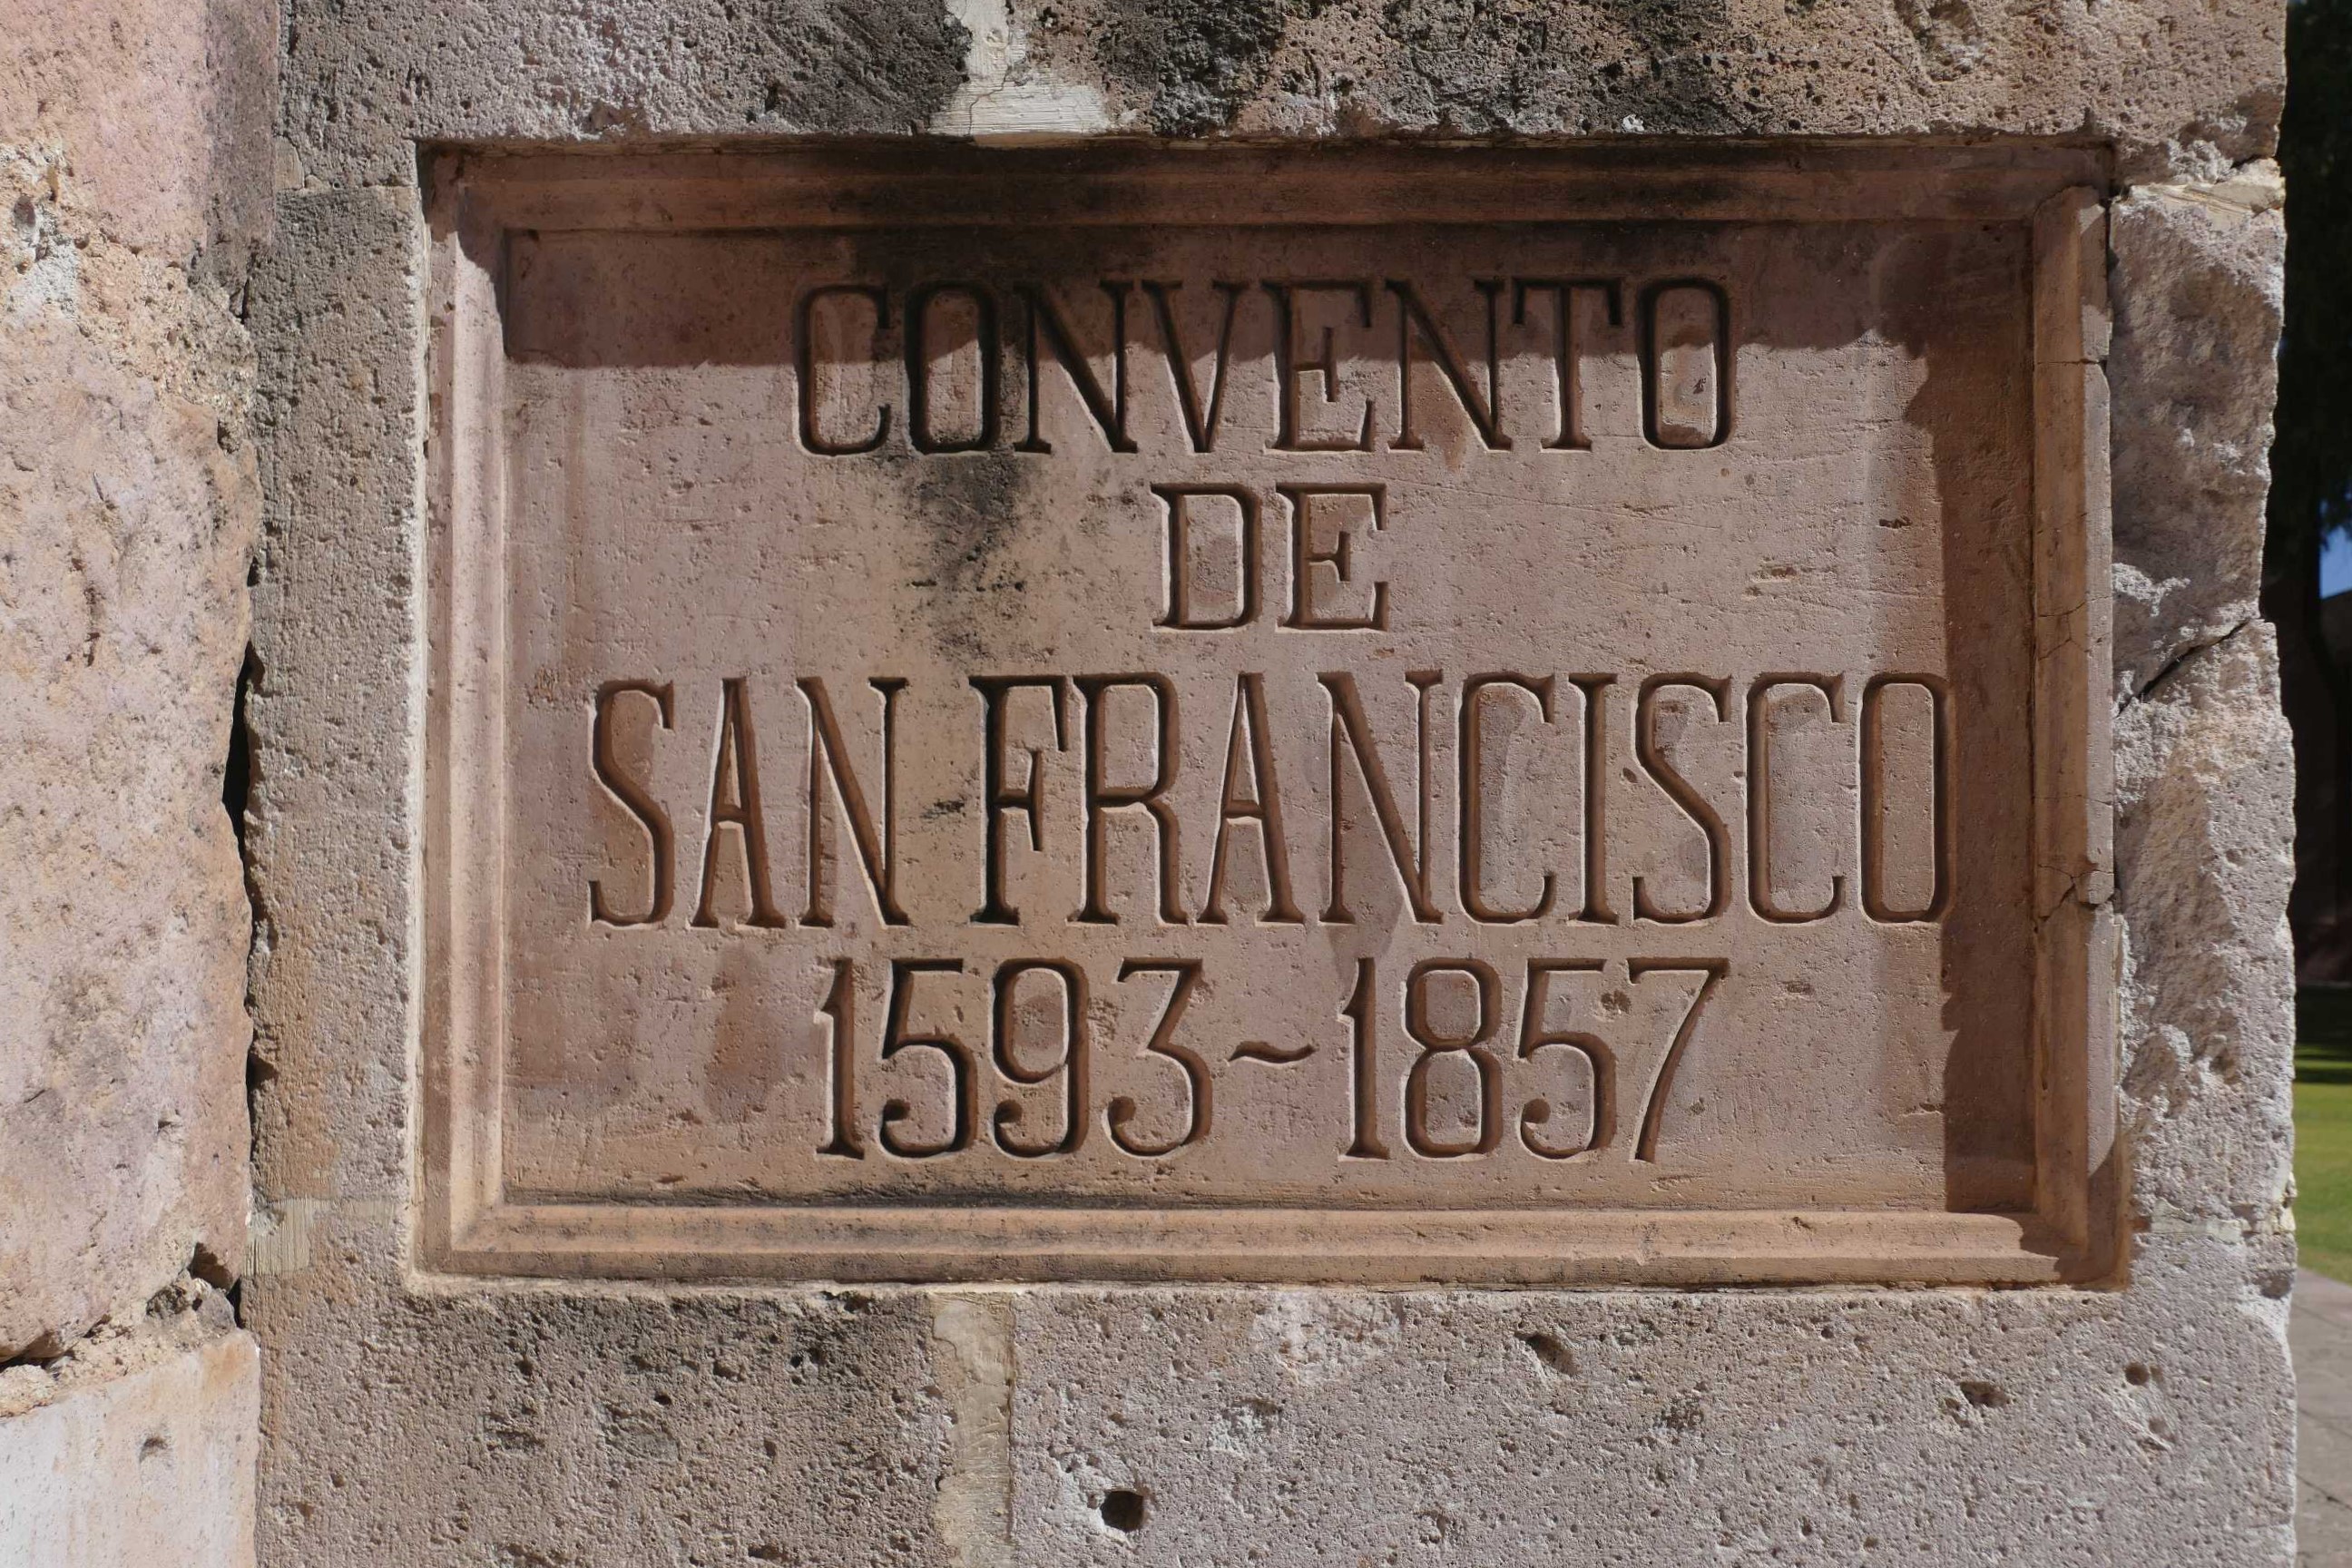 CONVENTO
DE
SAN FRANCISCO
1593~1857